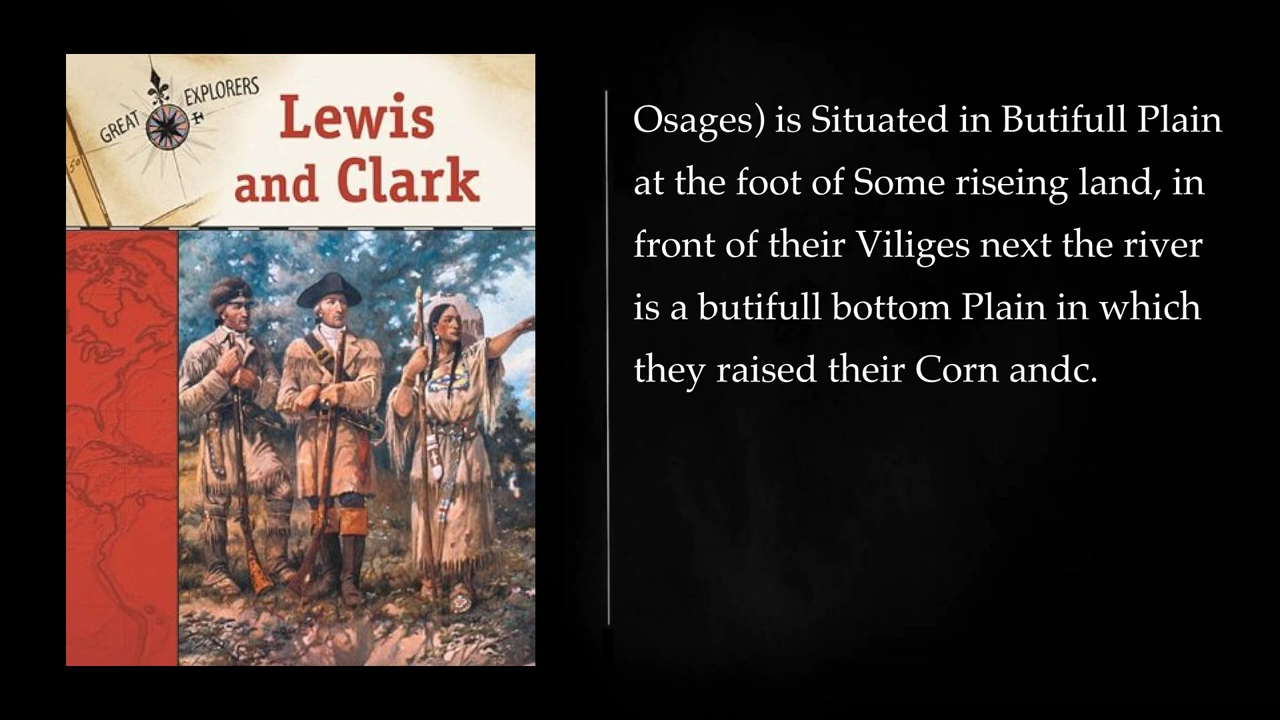 GREAT EXPLORERS
Lewis
and Clark
50
Osages) is Situated in Butifull Plain
at the foot of Some riseing land, in
front of their Viliges next the river
is a butifull bottom Plain in which
they raised their Corn andc.